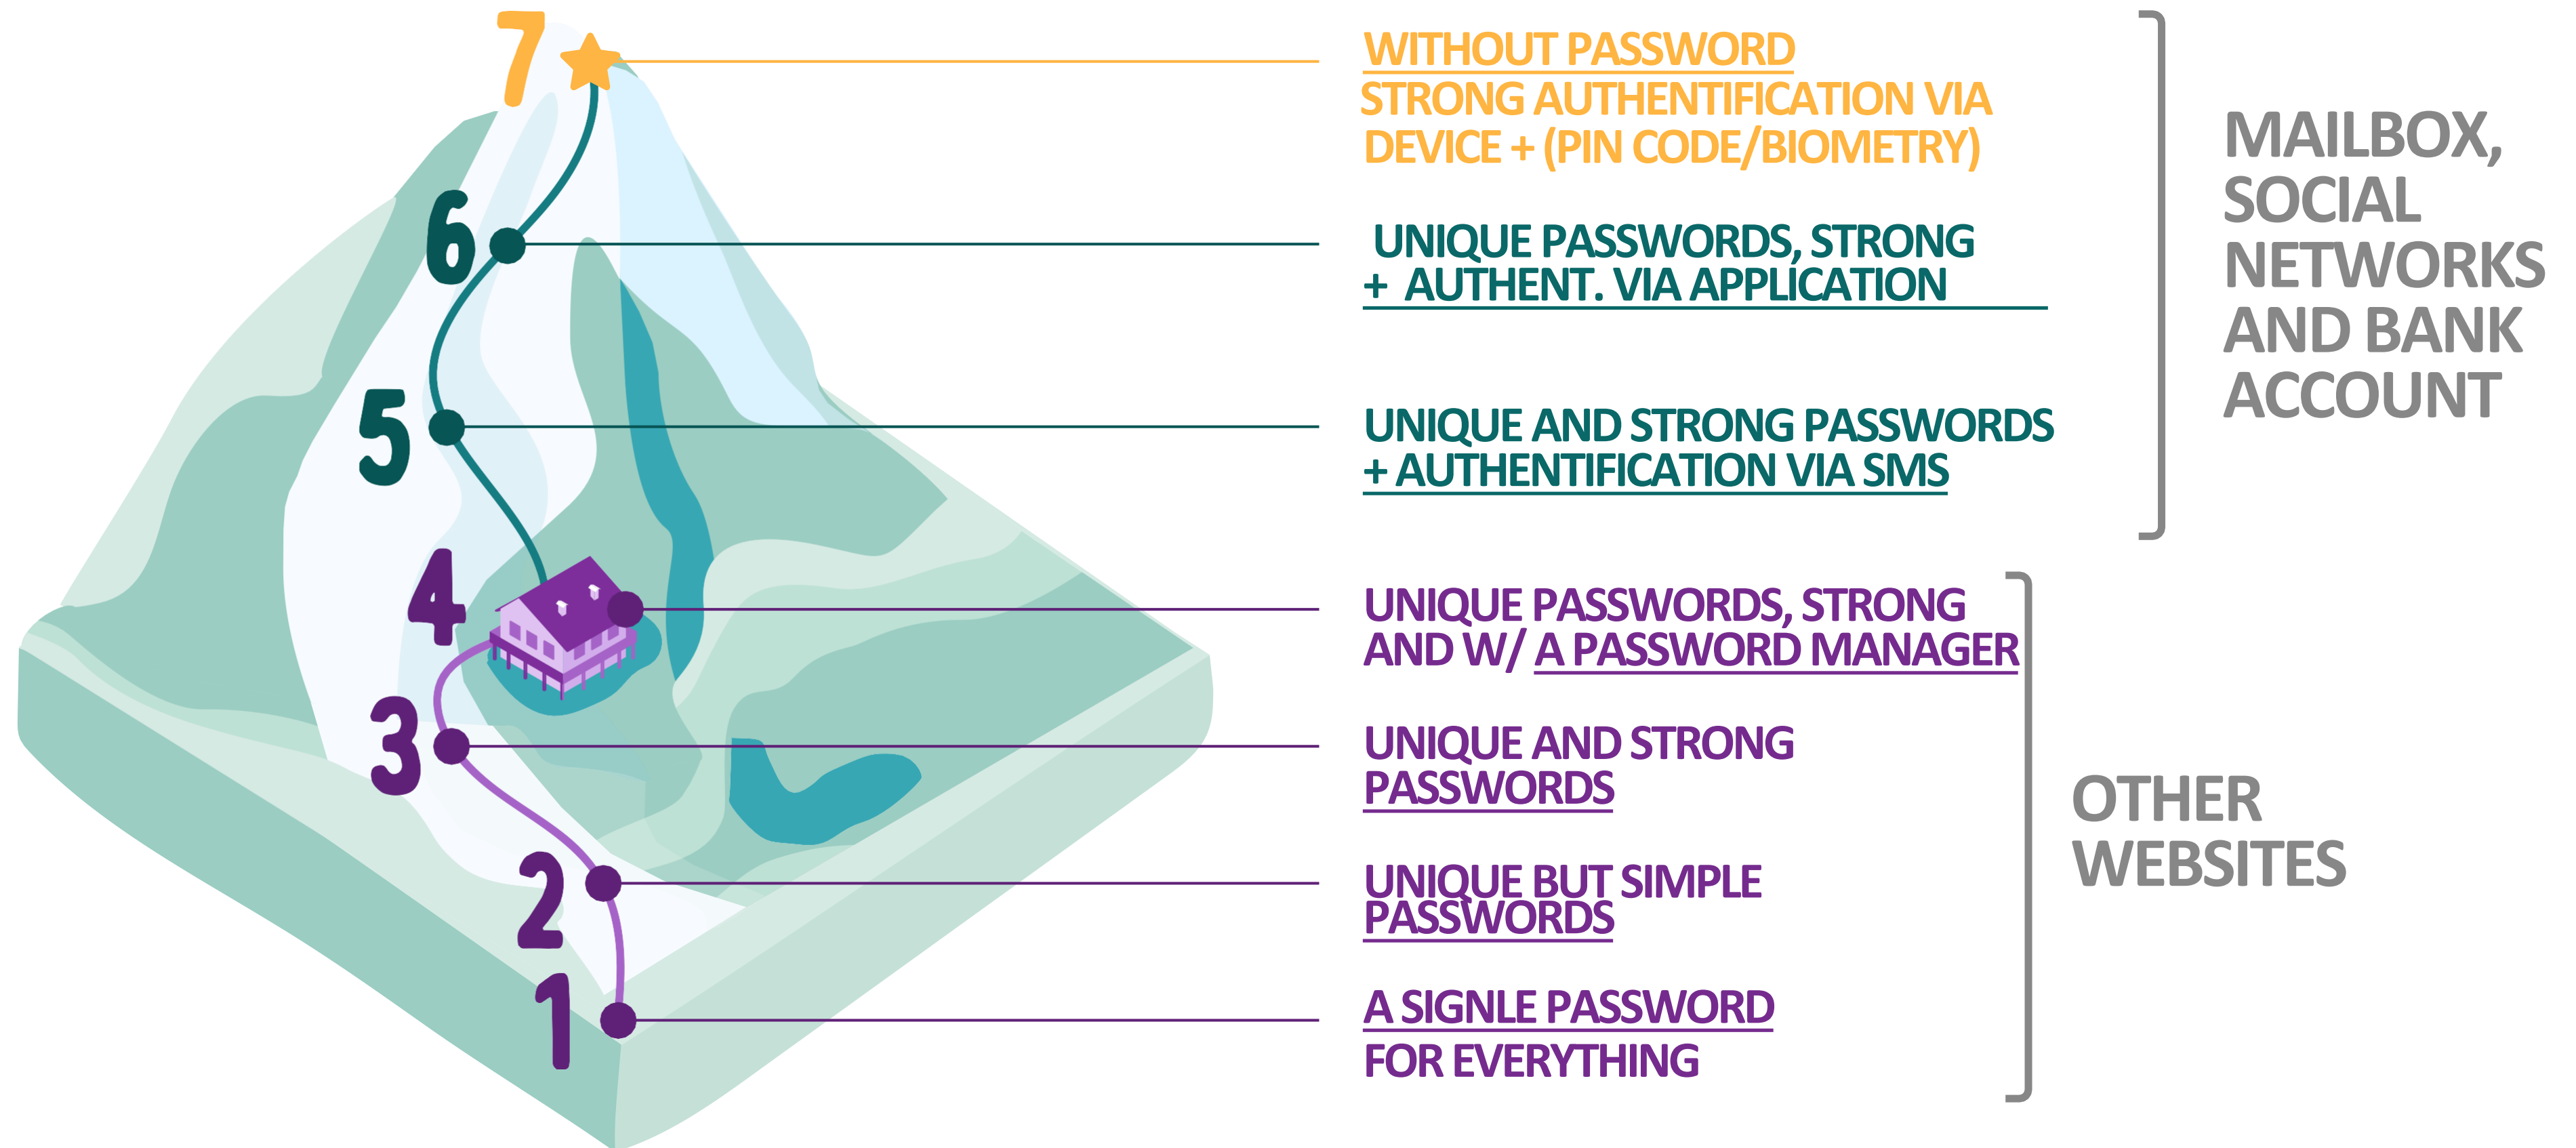 7
WITHOUT PASSWORD
STRONG AUTHENTIFICATION VIA
DEVICE + (PIN CODE/BIOMETRY)
6
UNIQUE PASSWORDS, STRONG
+ AUTHENT. VIA APPLICATION
5
UNIQUE AND STRONG PASSWORDS
+ AUTHENTIFICATION VIA SMS
MAILBOX,
SOCIAL
NETWORKS
AND BANK
ACCOUNT
4
UNIQUE PASSWORDS, STRONG
AND W/ A PASSWORD MANAGER
3
UNIQUE AND STRONG
PASSWORDS
2
UNIQUE BUT SIMPLE
PASSWORDS
1
A SIGNLE PASSWORD
FOR EVERYTHING
OTHER
WEBSITES